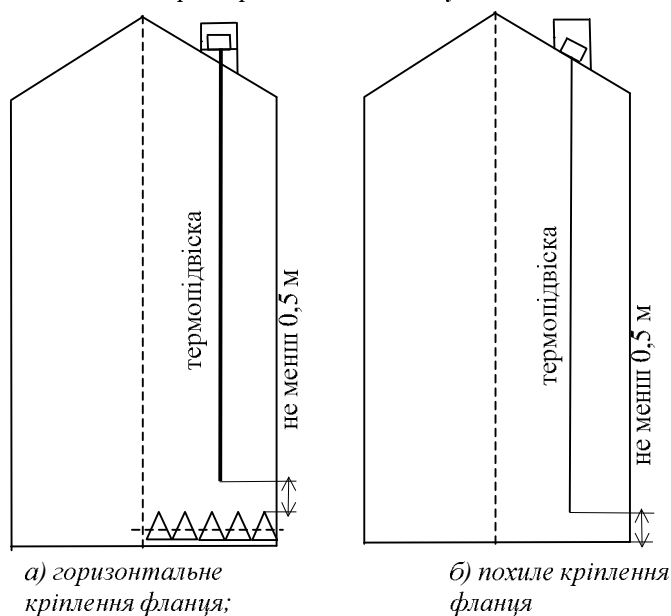 термопідвіска
не менш 0,5 м
термопідвіска
не менш 0,5 м
а) горизонтальне
кріплення фланця;
б) похиле кріплення
фланця